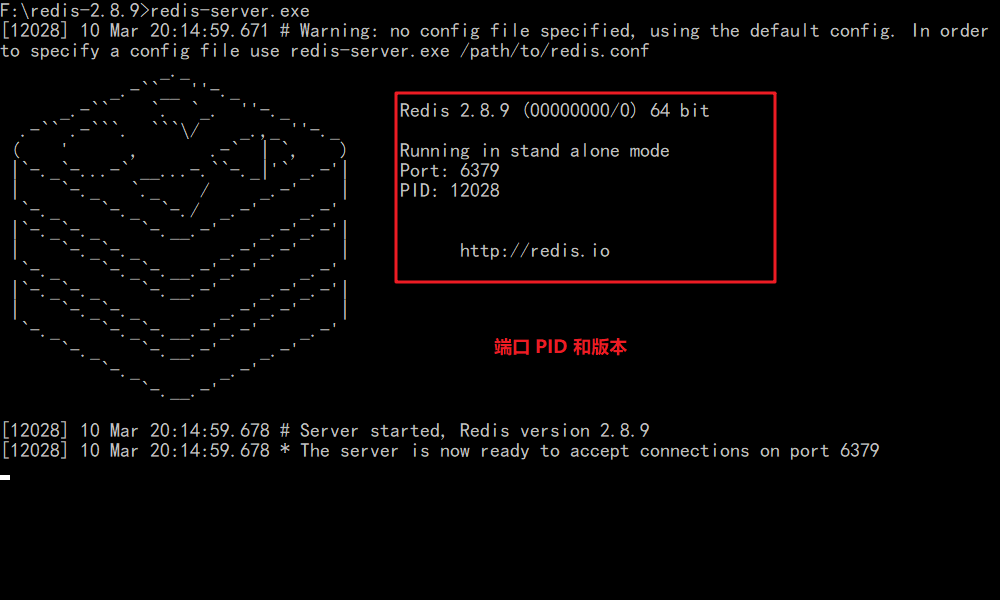 F:\redis-2.8.9>redis-server.exe
[12028] 10 Mar 20:14:59.671 # Warning: no config file specified, using the default config. In order
to specify a config file use redis-server.exe /path/to/redis.conf
Redis 2.8.9 (00000000/0) 64 bit
Running in stand alone mode
Port: 6379
PID: 12028
http://redis.io
端口 PID 和版本
[12028] 10 Mar 20:14:59.678 # Server started, Redis version 2.8.9
[12028] 10 Mar 20:14:59.678 * The server is now ready to accept connections on port 6379